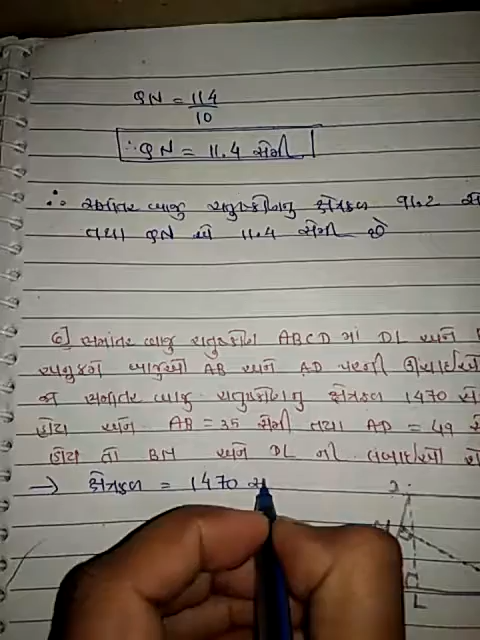 QN = 114/10
∴ QN = 11.4 સેમી
∴ સમાંતર બાજુ ચતુષ્કોણનુ ક્ષેત્રફળ 91.2 સે
તથા QN એ 11.4 સેમી છે
૬] સમાંતર બાજુ ચતુષ્કોણ ABCD માં DL અને
અનુક્રમે બાજુઓ AB અને AD પરની ઊંચાઈઓ
જો સમાંતર બાજુ ચતુષ્કોણનુ ક્ષેત્રફળ 1470 સે
હોય અને AB = 35 સેમી તથા AD = 49 સે
હોય તો BM અને DL ની લંબાઈઓ શો
→ ક્ષેત્રફળ = 1470 સ
D
M
L